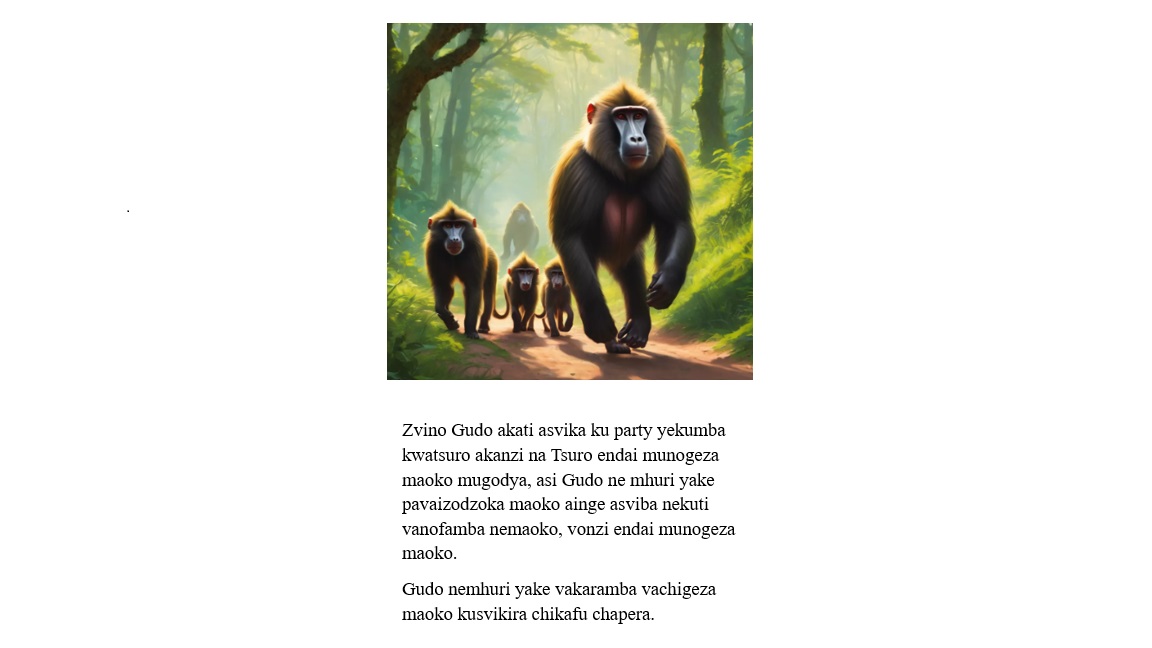 Zvino Gudo akati asvika ku party yekumba
kwatsuro akanzi na Tsuro endai munogeza
maoko mugodya, asi Gudo ne mhuri yake
pavaizodzoka maoko ainge asviba nekuti
vanofamba nemaoko, vonzi endai munogeza
maoko.
Gudo nemhuri yake vakaramba vachigeza
maoko kusvikira chikafu chapera.